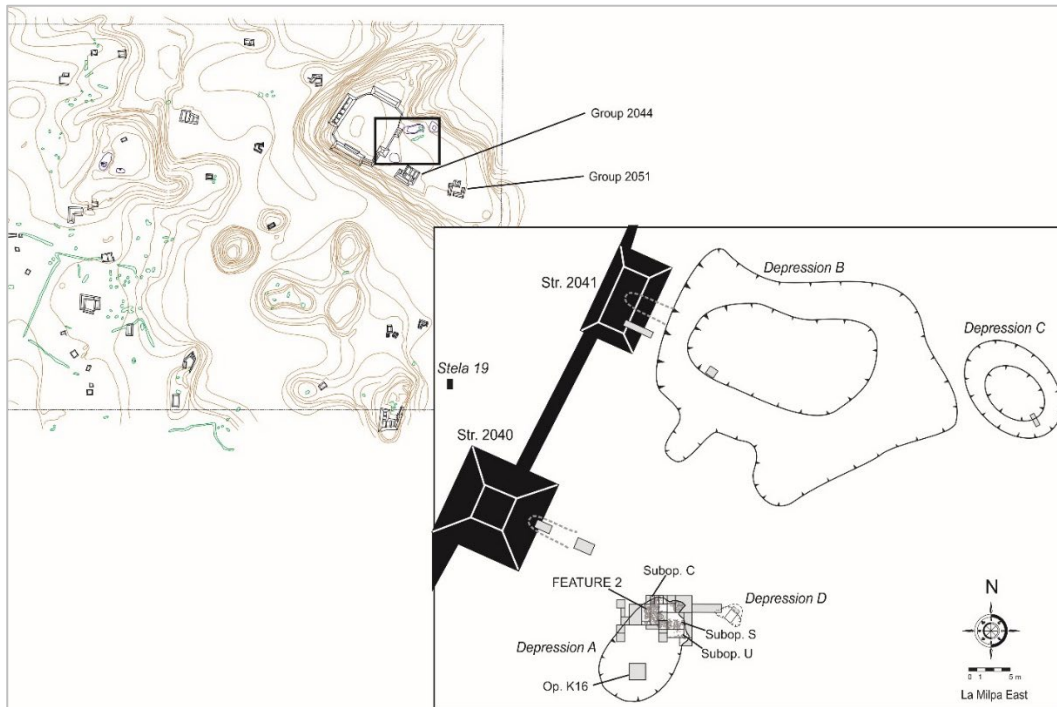 Group 2044
Group 2051
Str. 2041
Depression B
Depression C
Stela 19
Str. 2040
Subop. C
FEATURE 2
Depression D
Subop. S
Depression A
Subop. U
Op. K16
N
0 1 5 m
La Milpa East